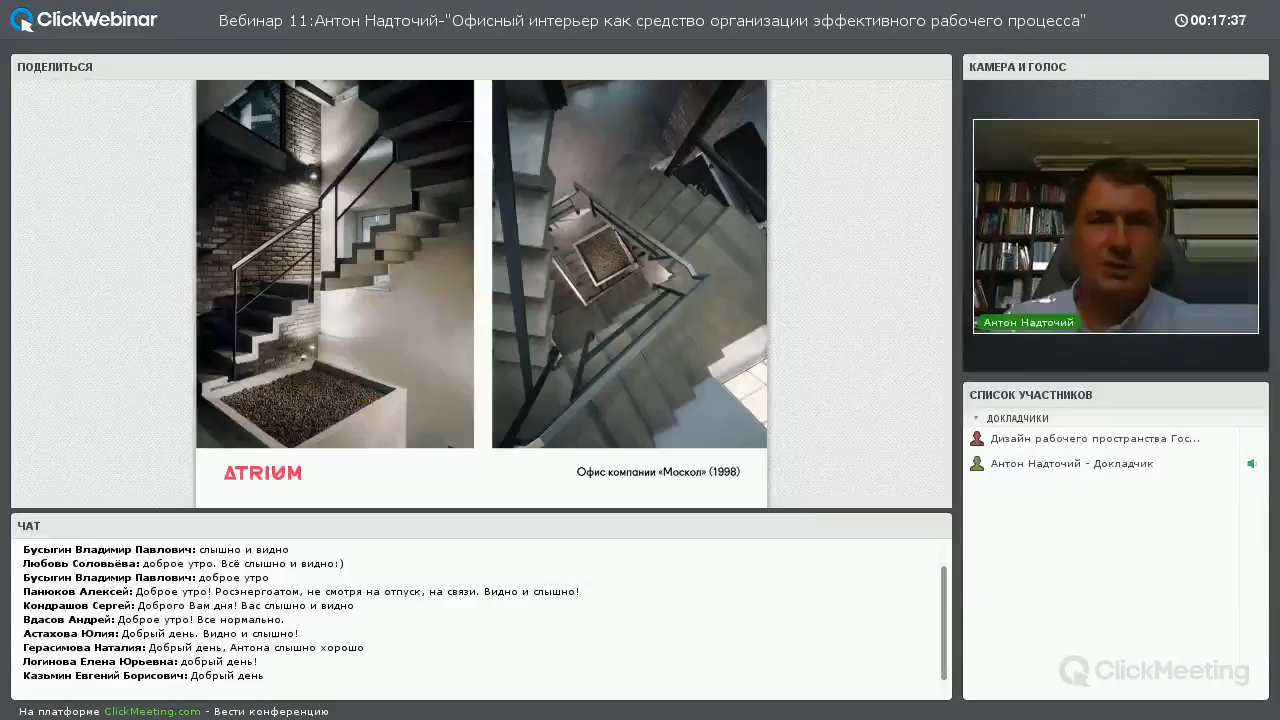 ClickWebinar
Вебинар 11:Антон Надточий-"Офисный интерьер как средство организации эффективного рабочего процесса"
00:17:37
ПОДЕЛИТЬСЯ
ATRIUM
Офис компании «Москол» (1998)
КАМЕРА И ГОЛОС
Антон Надточий
СПИСОК УЧАСТНИКОВ
ДОКЛАДЧИКИ
Дизайн рабочего пространства Гос...
Антон Надточий - Докладчик
ЧАТ
Бусыгин Владимир Павлович: слышно и видно
Любовь Соловьёва: доброе утро. Всё слышно и видно:)
Бусыгин Владимир Павлович: доброе утро
Панюков Алексей: Доброе утро! Росэнергоатом, не смотря на отпуск, на связи. Видно и слышно!
Кондрашов Сергей: Доброго Вам дня! Вас слышно и видно
Вдасов Андрей: Доброе утро! Все нормально.
Астахова Юлия: Добрый день. Видно и слышно!
Герасимова Наталия: Добрый день, Антона слышно хорошо
Логинова Елена Юрьевна: добрый день!
Казьмин Евгений Борисович: Добрый день
ClickMeeting
На платформе ClickMeeting.com - Вести конференцию